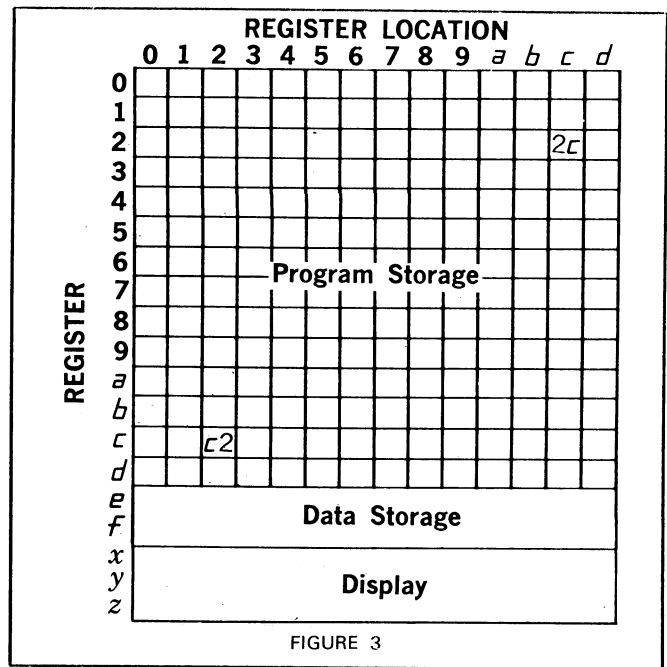 REGISTER LOCATION
0 1 2 3 4 5 6 7 8 9 a b c d
0
1
2 2c
3
4
5
6
Program Storage
7
8
9
a
b
c c2
d
e
Data Storage
f
x
y
Display
z
REGISTER
FIGURE 3